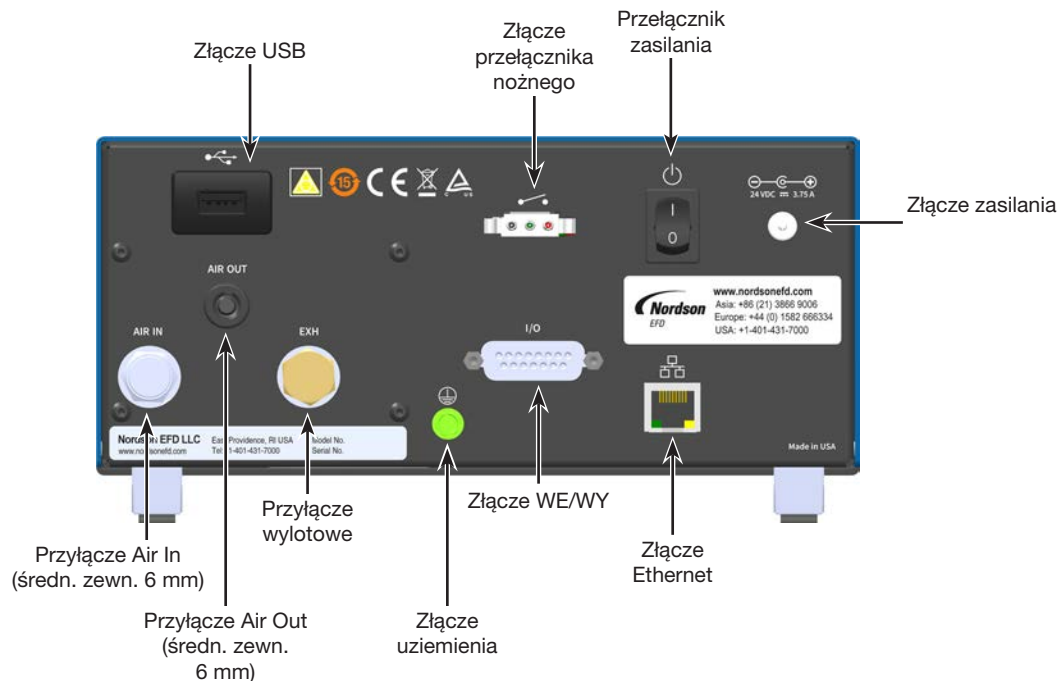 Złącze USB
Złącze
przełącznika
nożnego
Przełącznik
zasilania
Złącze zasilania
15
C
US
24 VDC 3.75 A
I
0
AIR OUT
AIR IN
EXH
I/O
Nordson
EFD
www.nordsonefd.com
Asia: +86 (21) 3866 9006
Europe: +44 (0) 1582 666334
USA: +1-401-431-7000
Nordson EFD LLC
www.nordsonefd.com
East Providence, RI USA
Tel: +1-401-431-7000
Model No.
Serial No.
Made in USA
Przyłącze Air In
(średn. zewn. 6 mm)
Przyłącze Air Out
(średn. zewn.
6 mm)
Przyłącze
wylotowe
Złącze
uziemienia
Złącze WE/WY
Złącze
Ethernet